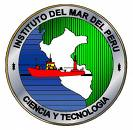 INSTITUTO DEL MAR DEL PERU
CIENCIA Y TECNOLOGIA